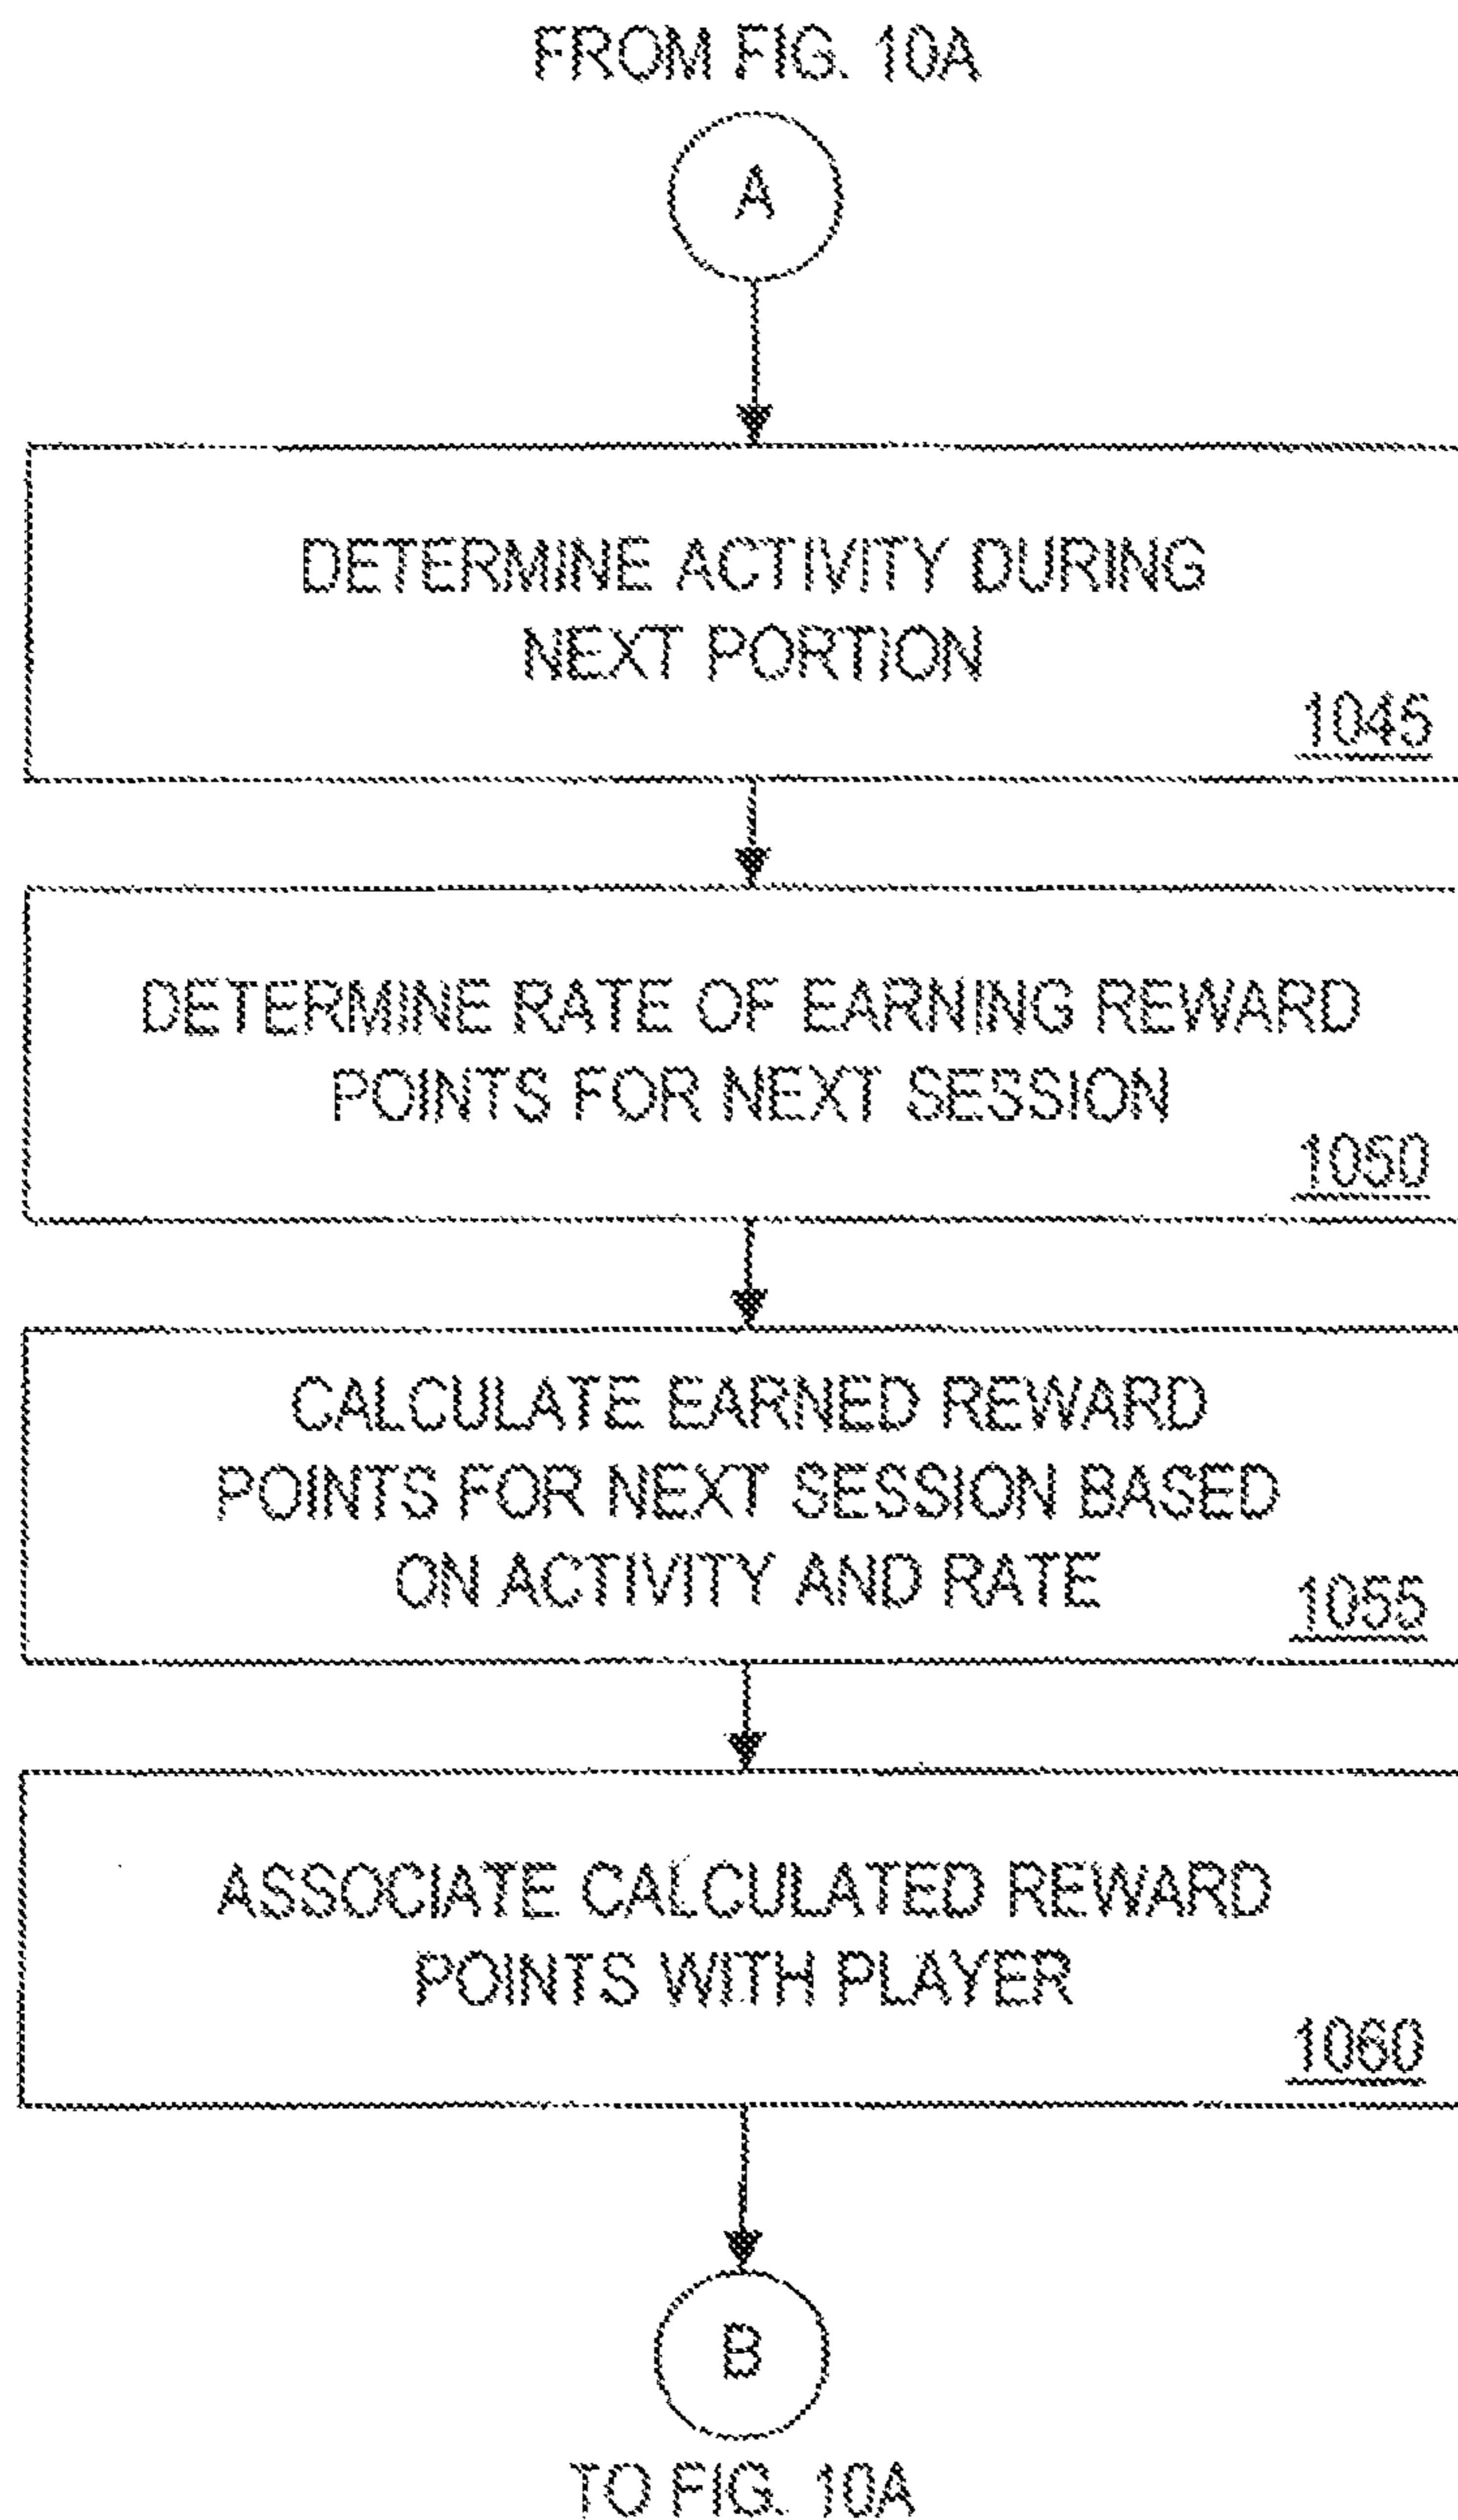 FROM FIG. 10A
A
DETERMINE ACTIVITY DURING
NEXT PORTION
1045
DETERMINE RATE OF EARNING REWARD
POINTS FOR NEXT SESSION
1050
CALCULATE EARNED REWARD
POINTS FOR NEXT SESSION BASED
ON ACTIVITY AND RATE
1055
ASSOCIATE CALCULATED REWARD
POINTS WITH PLAYER
1060
B
TO FIG. 10A